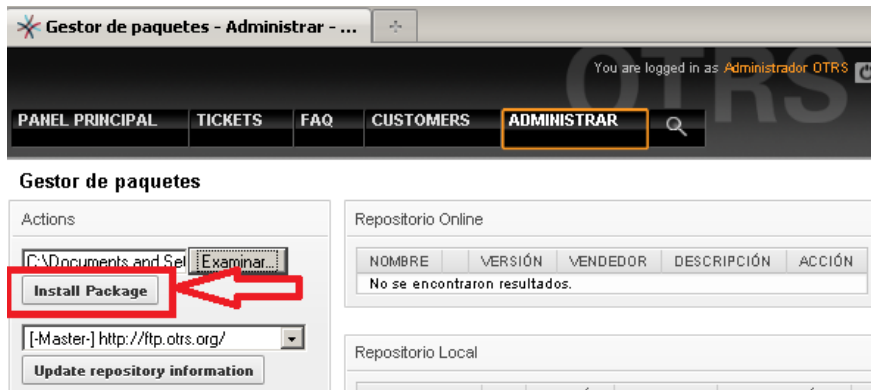 Gestor de paquetes - Administrar - ...
You are logged in as Administrador OTRS
OTRS
PANEL PRINCIPAL TICKETS FAQ CUSTOMERS ADMINISTRAR
Gestor de paquetes
Actions
C:\Documents and Set Examinar...
Install Package
[-Master-] http://ftp.otrs.org/
Update repository information
Repositorio Online
NOMBRE VERSIÓN VENDEDOR DESCRIPCIÓN ACCIÓN
No se encontraron resultados.
Repositorio Local